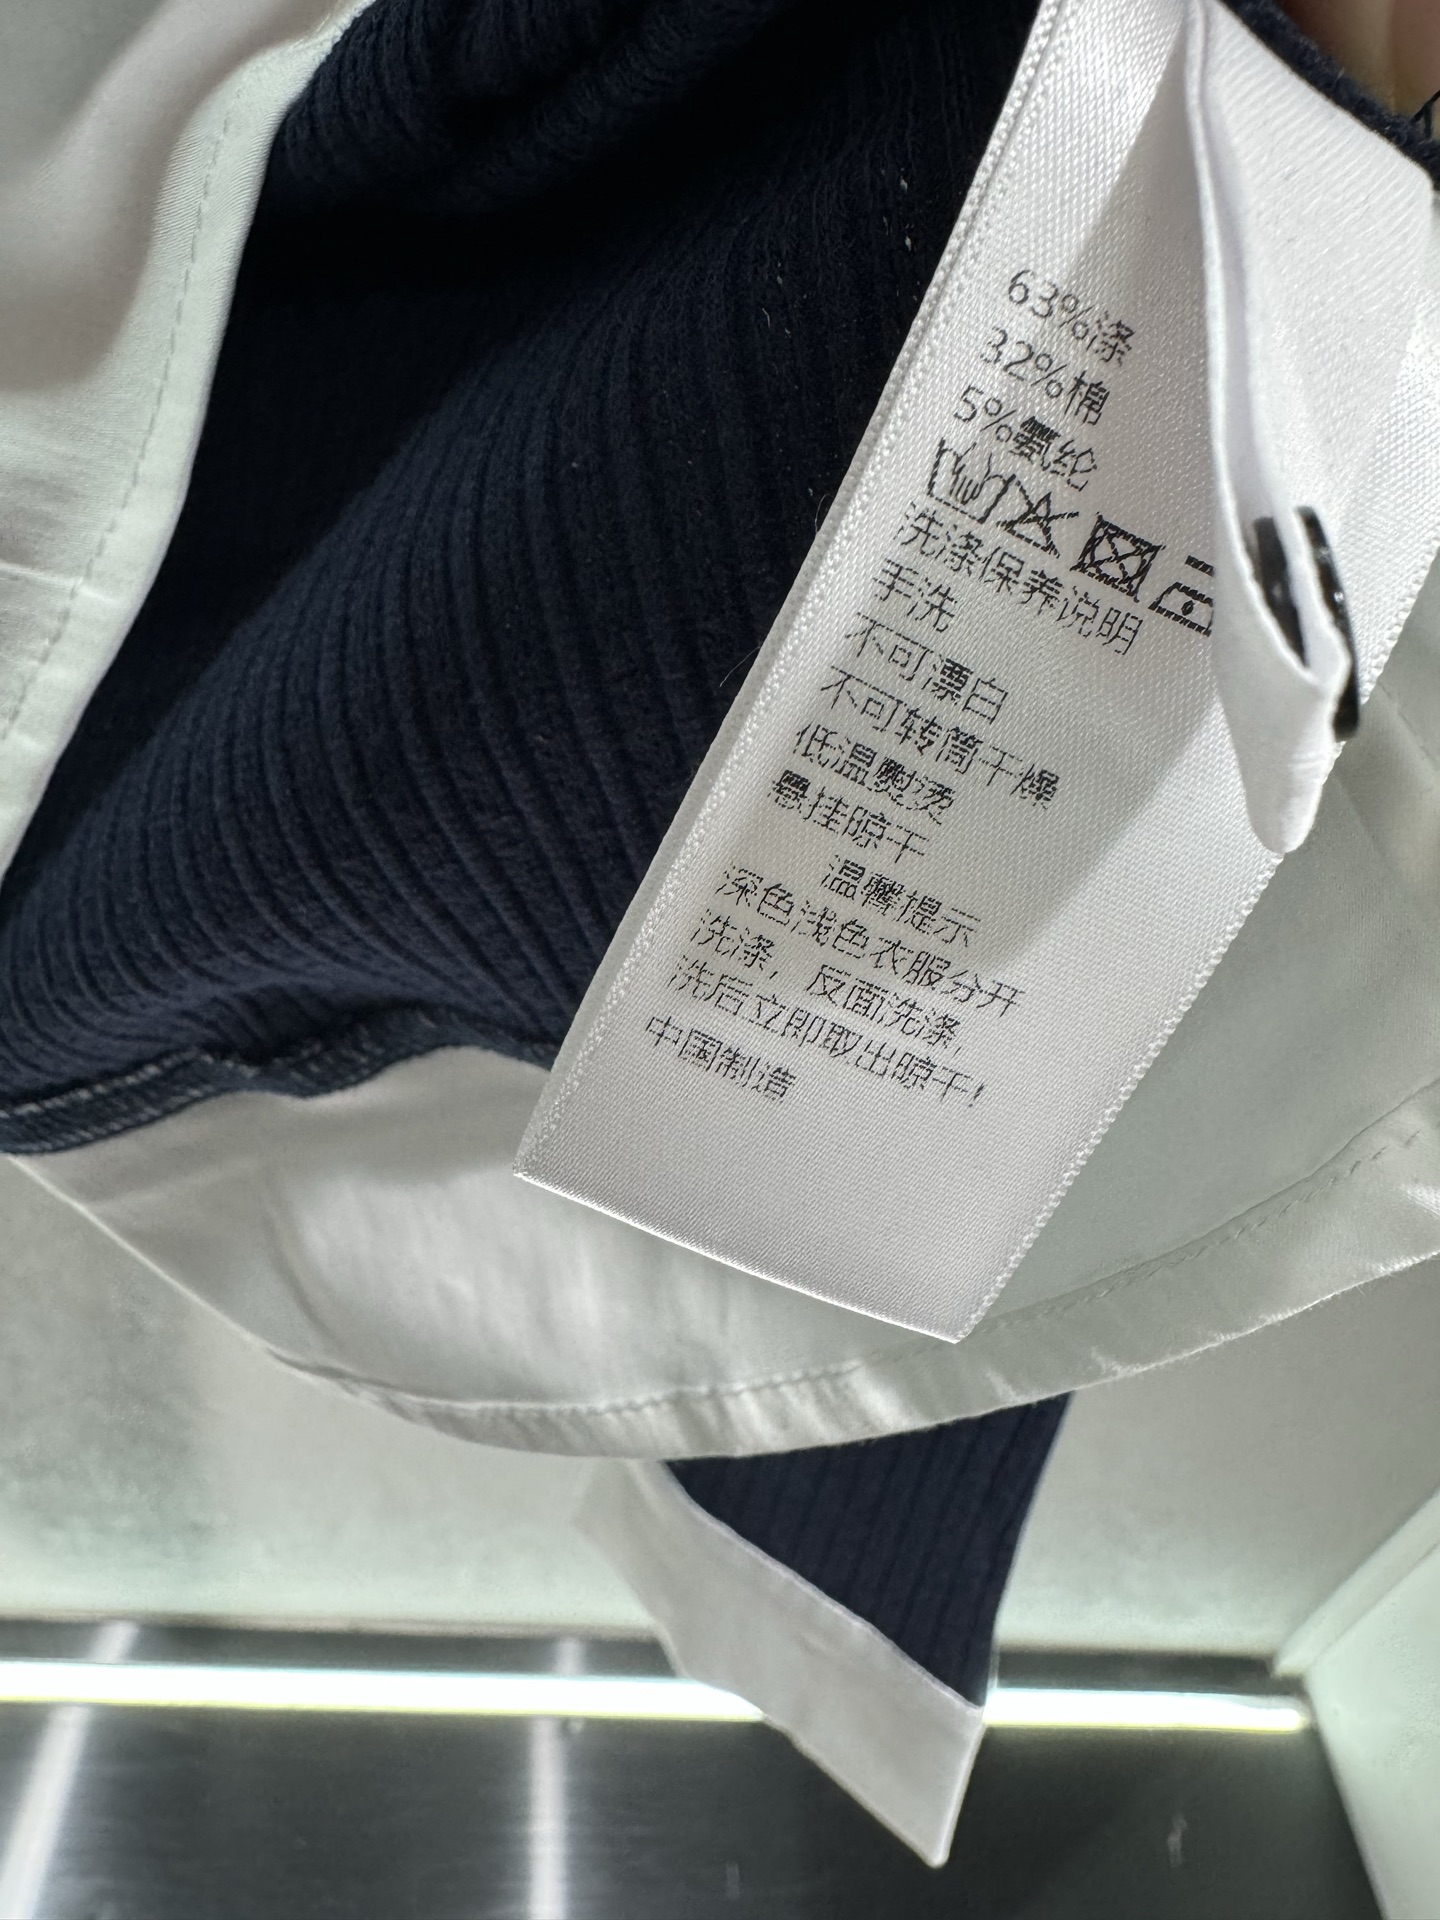 63%涤
32%棉
5%氨纶
洗涤保养说明
手洗
不可漂白
不可转筒干燥
低温熨烫
悬挂晾干
温馨提示
深色浅色衣服分开
洗涤，反面洗涤，
洗后立即取出晾干！
中国制造